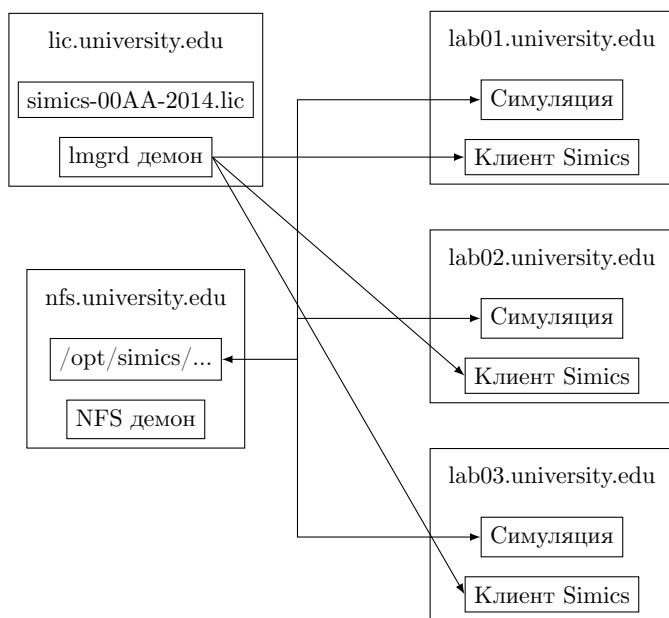 lic.university.edu
simics-00AA-2014.lic
lmgrd демон
nfs.university.edu
/opt/simics/...
NFS демон
lab01.university.edu
Симуляция
Клиент Simics
lab02.university.edu
Симуляция
Клиент Simics
lab03.university.edu
Симуляция
Клиент Simics